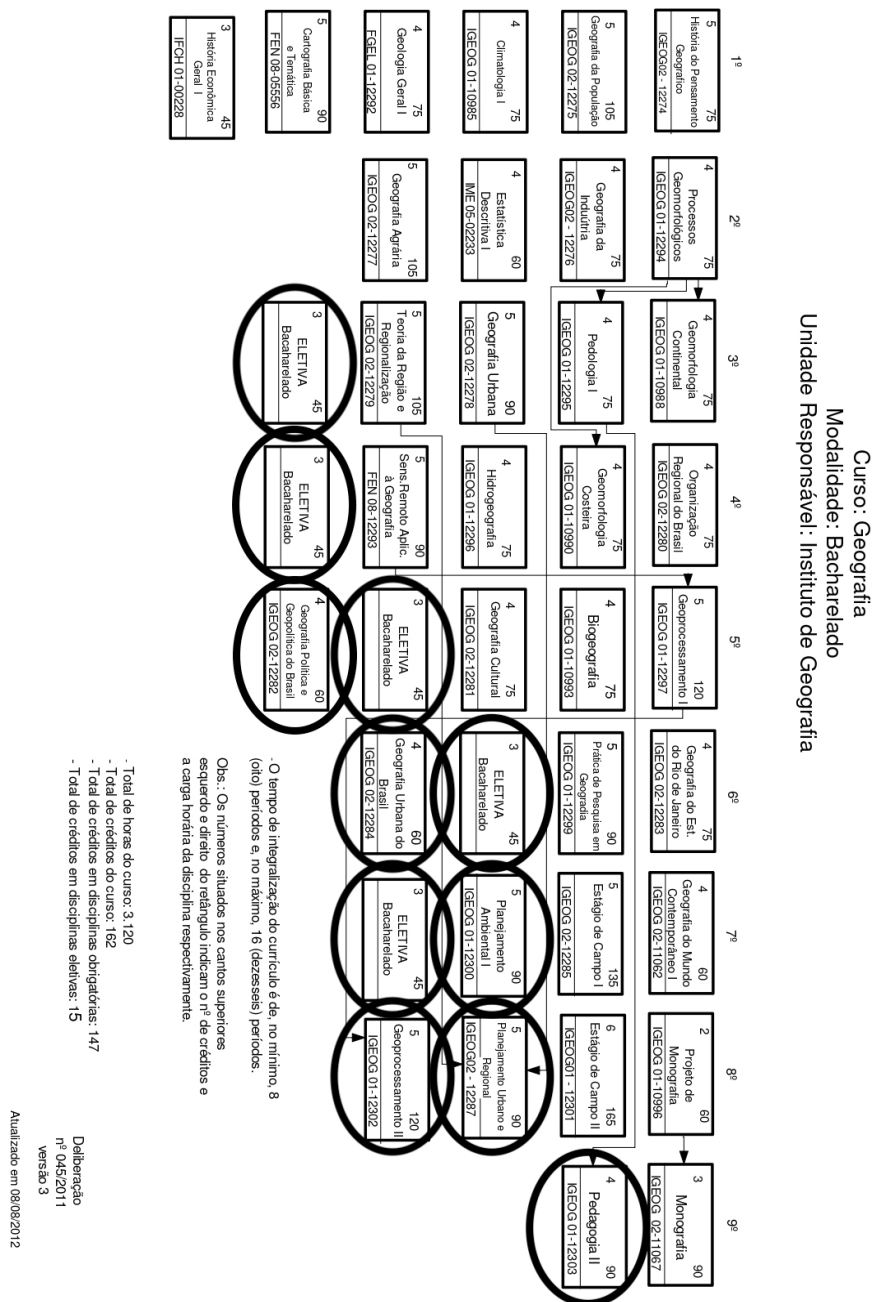 Curso: Geografia
Modalidade: Bacharelado
Unidade Responsável: Instituto de Geografia
1º
2º
3º
4º
5º
6º
7º
8º
9º
5 75
História do Pensamento
Geografico
IGEOG02 - 12274
4 75
Processos
Geomorfológicos
IGEOG 01-12294
4 75
Geomorfologia
Continental
IGEOG 01-10988
4 75
Organização
Regional do Brasil
IGEOG 02-12280
5 120
Geoprocessamento I
IGEOG 01-12297
4 75
Geografia do Est.
do Rio de Janeiro
IGEOG 02-12283
4 60
Geografia do Mundo
Contemporâneo I
IGEOG 02-11062
2 60
Projeto de
Monografia
IGEOG 01-10996
3 90
Monografia
IGEOG 02-11067
5 105
Geografia da População
IGEOG 02-12275
4 75
Geografia da
Induútria
IGEOG02 - 12276
4 75
Pedologia I
IGEOG 01-12295
4 75
Geomorfologia
Costeira
IGEOG 01-10990
4 75
Biogeografia
IGEOG 01-10993
5 90
Prática de Pesquisa em
Geogradia
IGEOG 01-12299
5 135
Estágio de Campo I
IGEOG 02-12285
6 165
Estágio de Campo II
IGEOG01 - 12301
4 90
Pedagogia II
IGEOG 01-12303
4 75
Climatologia I
IGEOG 01-10985
4 60
Estatística
Descritiva I
IME 05-02233
5 90
Geografia Urbana
IGEOG 02-12278
4 75
Hidrogeografia
IGEOG 01-12296
4 75
Geografia Cultural
IGEOG 02-12281
3 45
ELETIVA
Bacaharelado
5 90
Planejamento
Ambiental I
IGEOG 01-12300
5 90
Planejamento Urbano e
Regional
IGEOG02 - 12287
4 75
Geologia Geral I
FGEL 01-12292
5 105
Geografia Agrária
IGEOG 02-12277
5 105
Teoria da Região e
Regionalização
IGEOG 02-12279
5 90
Sens.Remoto Aplic.
à Geografia
FEN 08-12293
3 45
ELETIVA
Bacaharelado
4 60
Geografia Urbana do
Brasil
IGEOG 02-12284
3 45
ELETIVA
Bacaharelado
5 120
Geoprocessamento II
IGEOG 01-12302
5 90
Cartografia Básica
e Temática
FEN 08-05556
3 45
ELETIVA
Bacaharelado
3 45
ELETIVA
Bacaharelado
4 60
Geografia Política e
Geopolítica do Brasil
IGEOG 02-12282
3 45
História Econômica
Geral I
IFCH 01-00228
- O tempo de integralização do currículo é de, no mínimo, 8
(oito) períodos e, no máximo, 16 (dezesseis) períodos.
Obs.: Os números situados nos cantos superiores
esquerdo e direito do retângulo indicam o nº de créditos e
a carga horária da disciplina respectivamente.
- Total de horas do curso: 3.120
- Total de créditos do curso: 162
- Total de créditos em disciplinas obrigatórias: 147
- Total de créditos em disciplinas eletivas: 15
Deliberação
nº 045/2011
versão 3
Atualizado em 08/08/2012